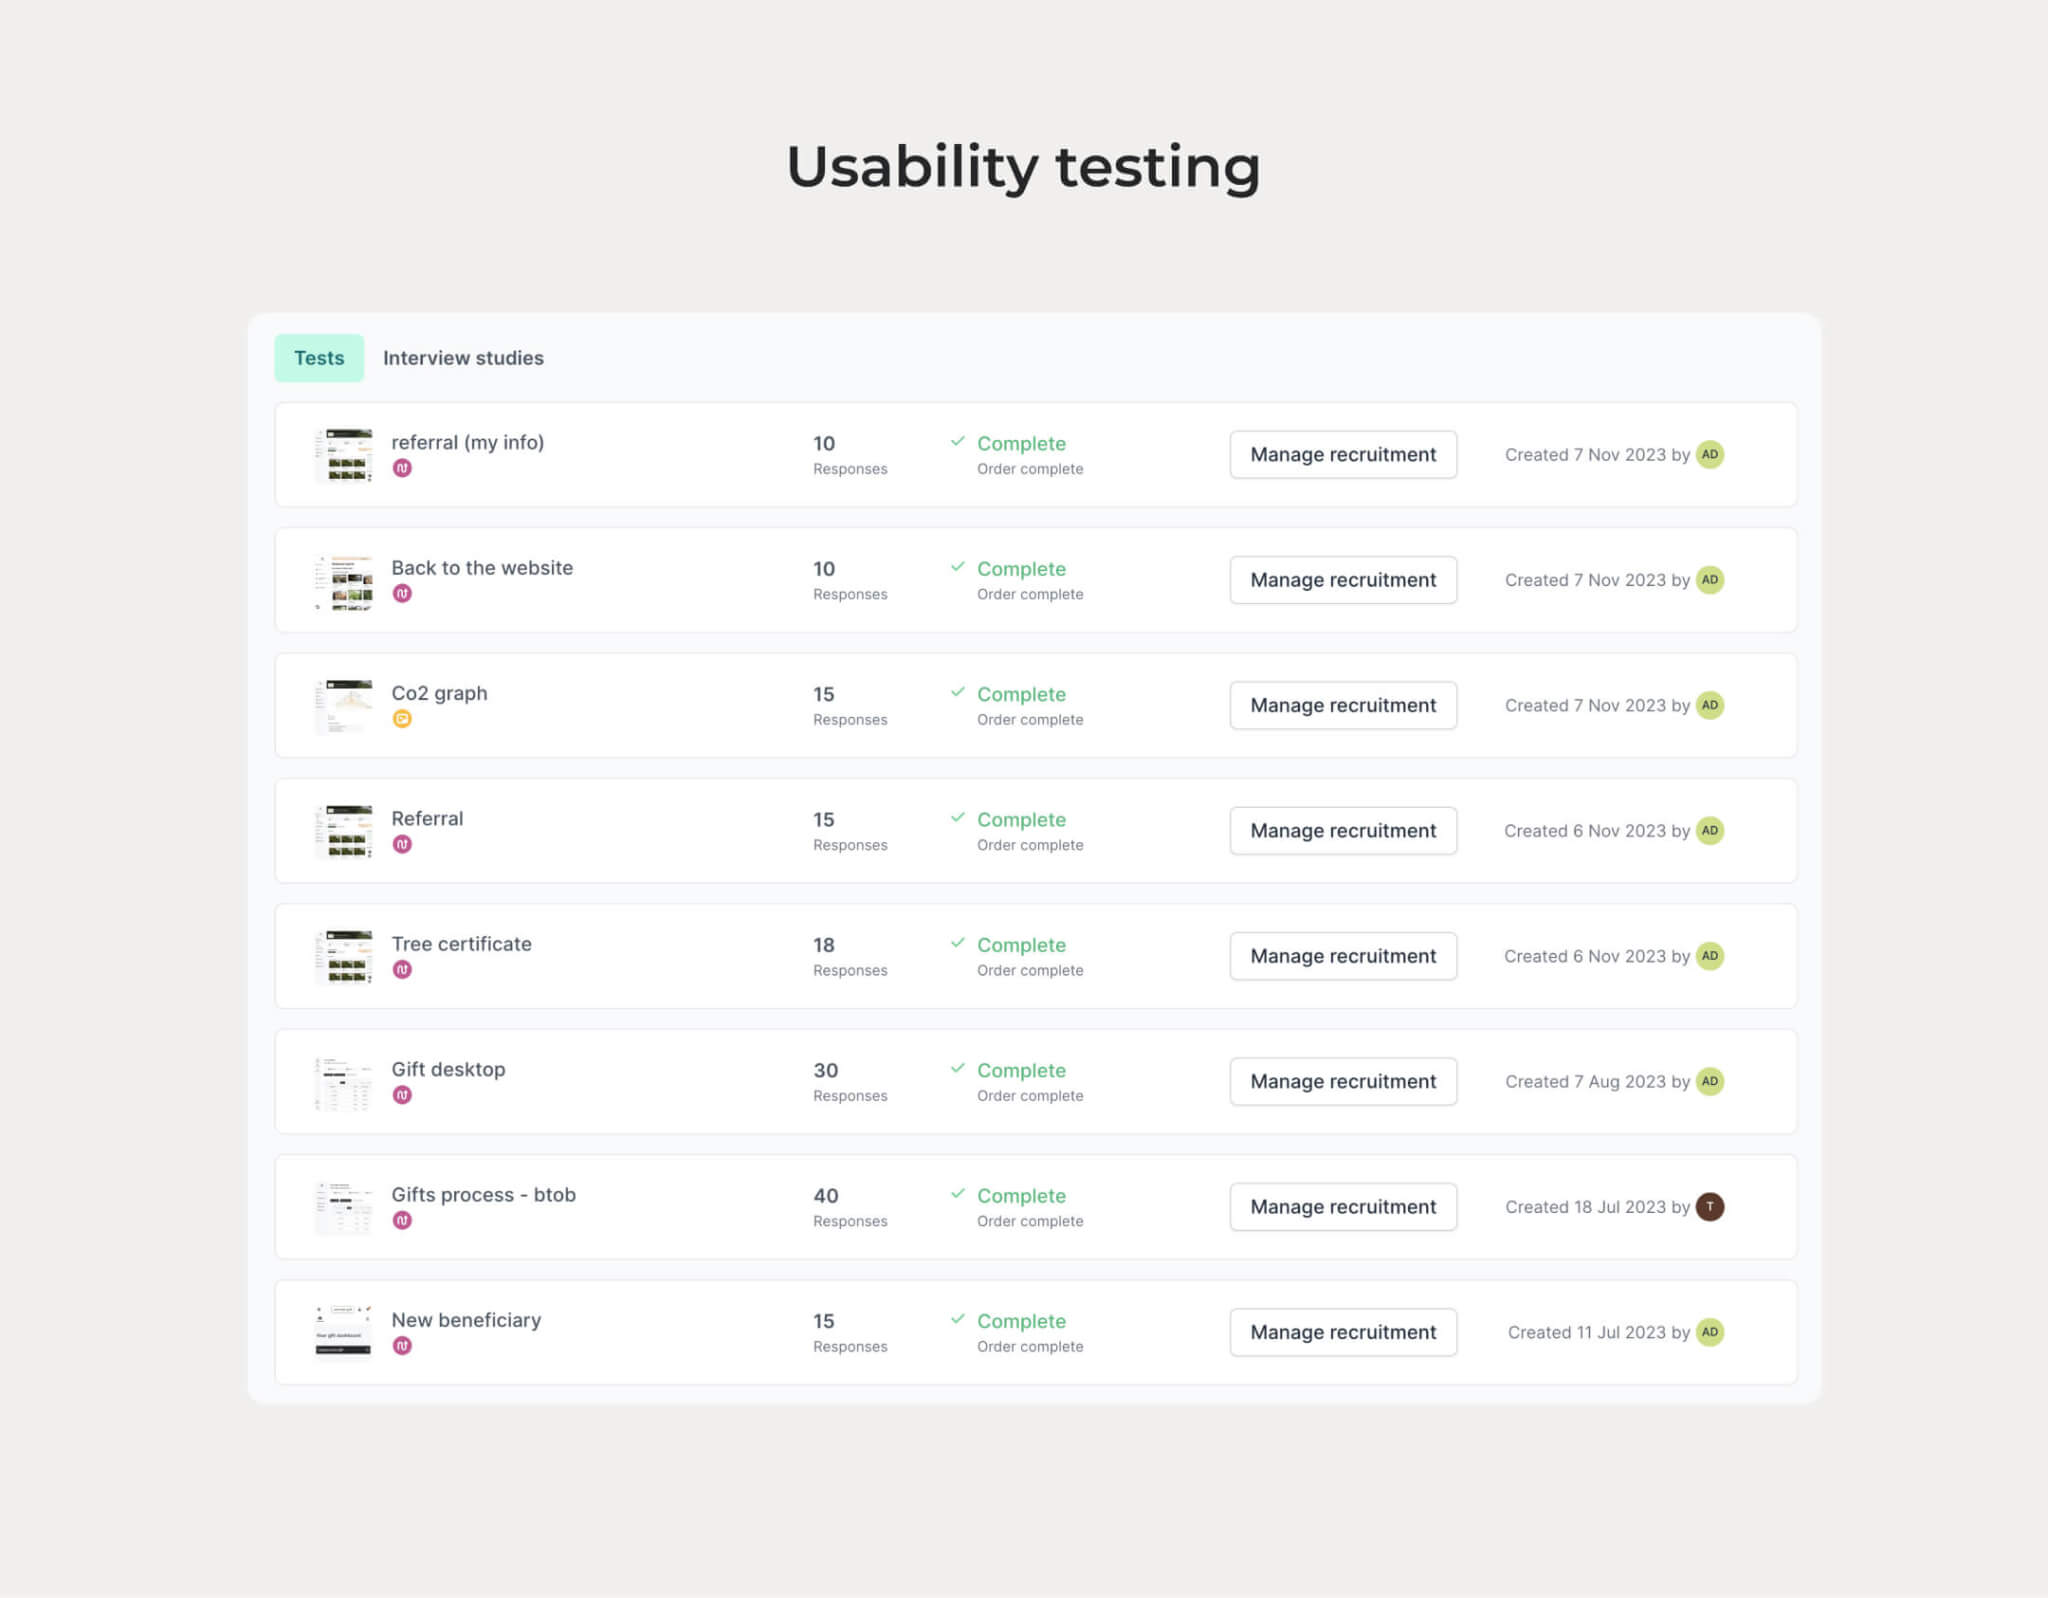 Usability testing
Tests Interview studies
referral (my info) 10 Complete Manage recruitment Created 7 Nov 2023 by AD
Responses Order complete
Back to the website 10 Complete Manage recruitment Created 7 Nov 2023 by AD
Responses Order complete
Co2 graph 15 Complete Manage recruitment Created 7 Nov 2023 by AD
Responses Order complete
Referral 15 Complete Manage recruitment Created 6 Nov 2023 by AD
Responses Order complete
Tree certificate 18 Complete Manage recruitment Created 6 Nov 2023 by AD
Responses Order complete
Gift desktop 30 Complete Manage recruitment Created 7 Aug 2023 by AD
Responses Order complete
Gifts process - btob 40 Complete Manage recruitment Created 18 Jul 2023 by T
Responses Order complete
New beneficiary 15 Complete Manage recruitment Created 11 Jul 2023 by AD
Responses Order complete
Your gift dashboard